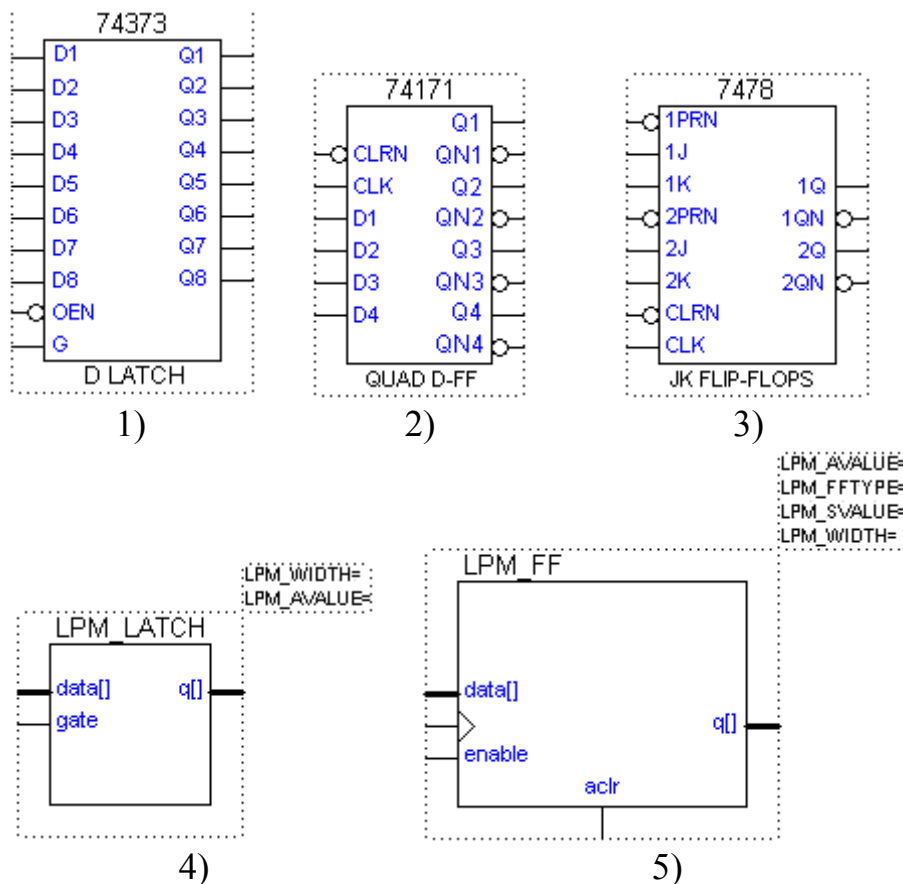 74373
D1 Q1
D2 Q2
D3 Q3
D4 Q4
D5 Q5
D6 Q6
D7 Q7
D8 Q8
OEN
G
D LATCH
1)
74171
Q1
CLRN QN1
CLK Q2
D1 QN2
D2 Q3
D3 QN3
D4 Q4
QN4
QUAD D-FF
2)
7478
1PRN
1J
1K 1Q
2PRN 1QN
2J 2Q
2K 2QN
CLRN
CLK
JK FLIP-FLOPS
3)
LPM_WIDTH=
LPM_AVALUE=
LPM_LATCH
data[] q[]
gate
4)
LPM_AVALUE=
LPM_FFTYPE=
LPM_SVALUE=
LPM_WIDTH=
LPM_FF
data[]
q[]
enable
aclr
5)